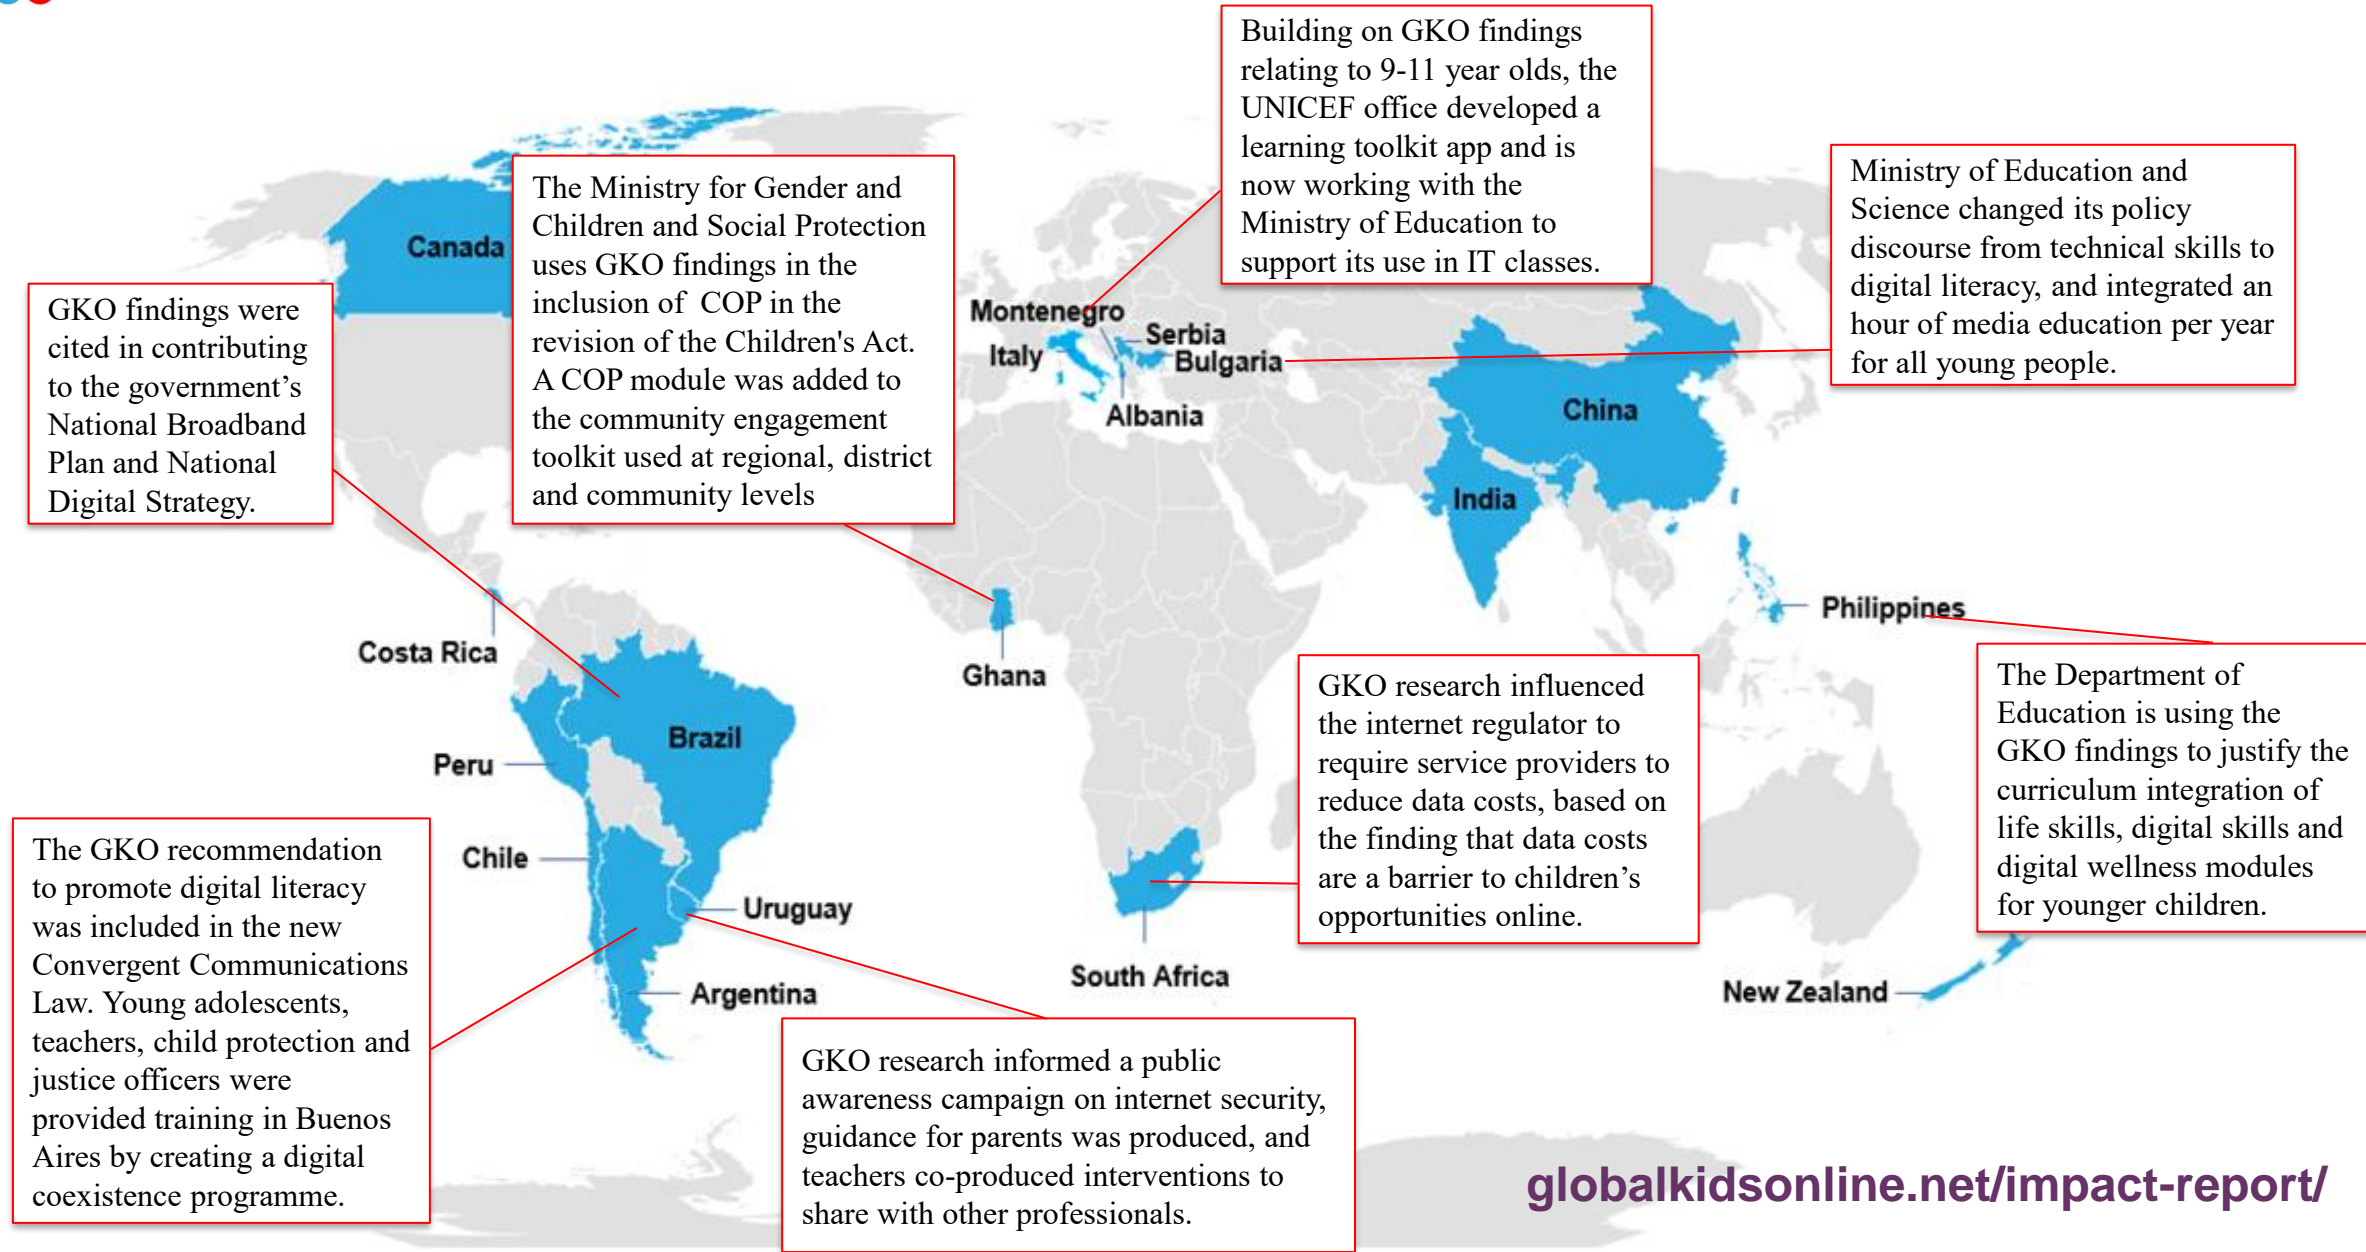 Building on GKO findings
relating to 9-11 year olds, the
UNICEF office developed a
learning toolkit app and is
now working with the
Ministry of Education to
support its use in IT classes.
Ministry of Education and
Science changed its policy
discourse from technical skills to
digital literacy, and integrated an
hour of media education per year
for all young people.
The Ministry for Gender and
Children and Social Protection
uses GKO findings in the
inclusion of  COP in the
revision of the Children's Act.
A COP module was added to
the community engagement
toolkit used at regional, district
and community levels
GKO findings were
cited in contributing
to the government’s
National Broadband
Plan and National
Digital Strategy.
Canada
Montenegro
Serbia
Italy
Bulgaria
Albania
China
India
Philippines
Costa Rica
Ghana
Brazil
Peru
Chile
Uruguay
Argentina
South Africa
New Zealand
GKO research influenced
the internet regulator to
require service providers to
reduce data costs, based on
the finding that data costs
are a barrier to children’s
opportunities online.
The Department of
Education is using the
GKO findings to justify the
curriculum integration of
life skills, digital skills and
digital wellness modules
for younger children.
The GKO recommendation
to promote digital literacy
was included in the new
Convergent Communications
Law. Young adolescents,
teachers, child protection and
justice officers were
provided training in Buenos
Aires by creating a digital
coexistence programme.
GKO research informed a public
awareness campaign on internet security,
guidance for parents was produced, and
teachers co-produced interventions to
share with other professionals.
globalkidsonline.net/impact-report/